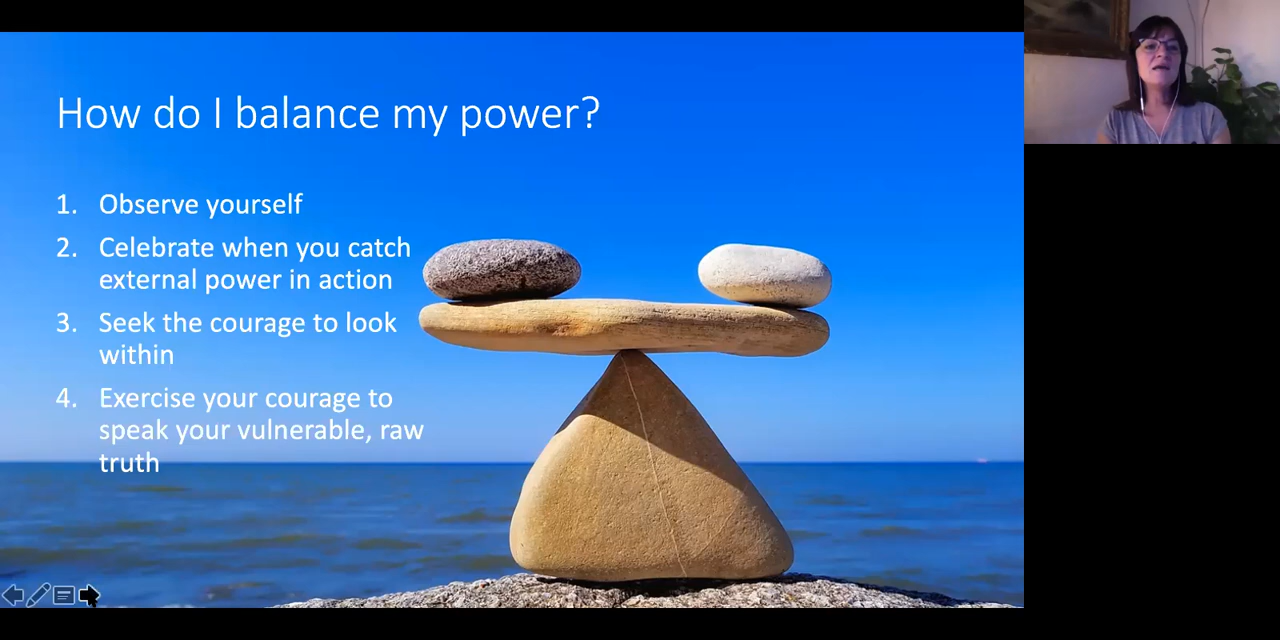 How do I balance my power?
1. Observe yourself
2. Celebrate when you catch
external power in action
3. Seek the courage to look
within
4. Exercise your courage to
speak your vulnerable, raw
truth